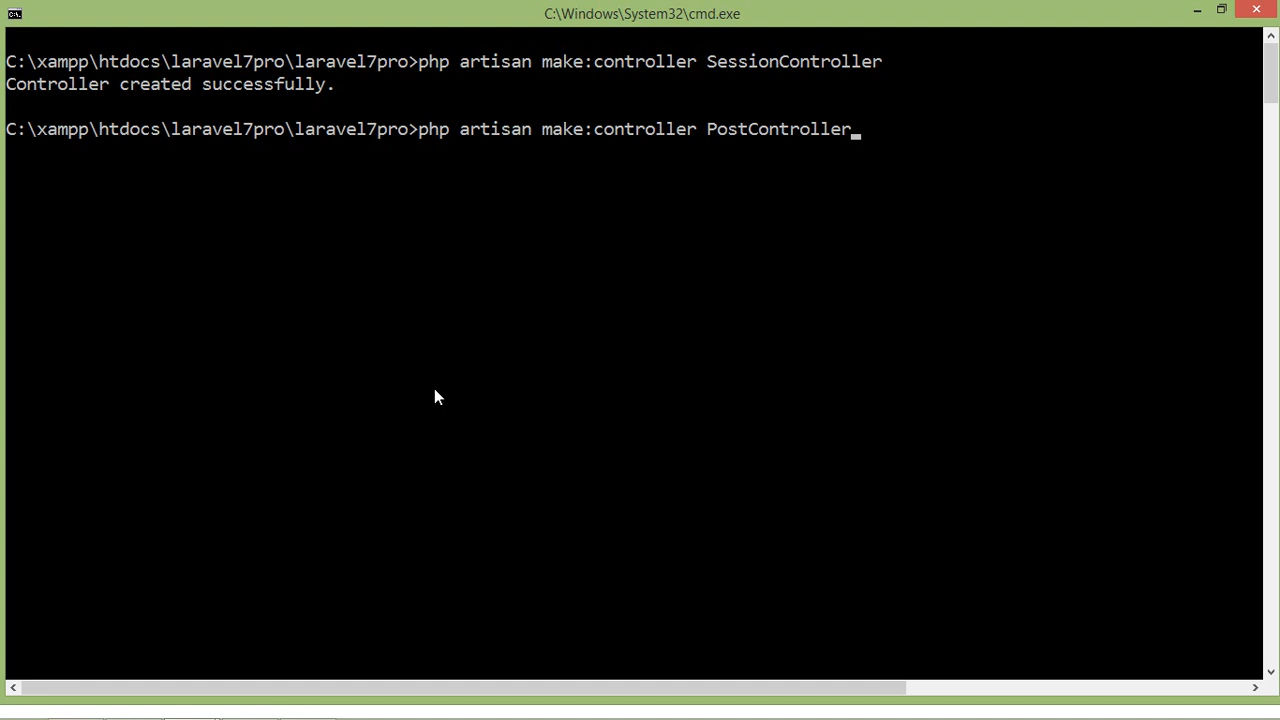 C:\Windows\System32\cmd.exe
C:\xampp\htdocs\laravel7pro\laravel7pro>php artisan make:controller SessionController
Controller created successfully.
C:\xampp\htdocs\laravel7pro\laravel7pro>php artisan make:controller PostController